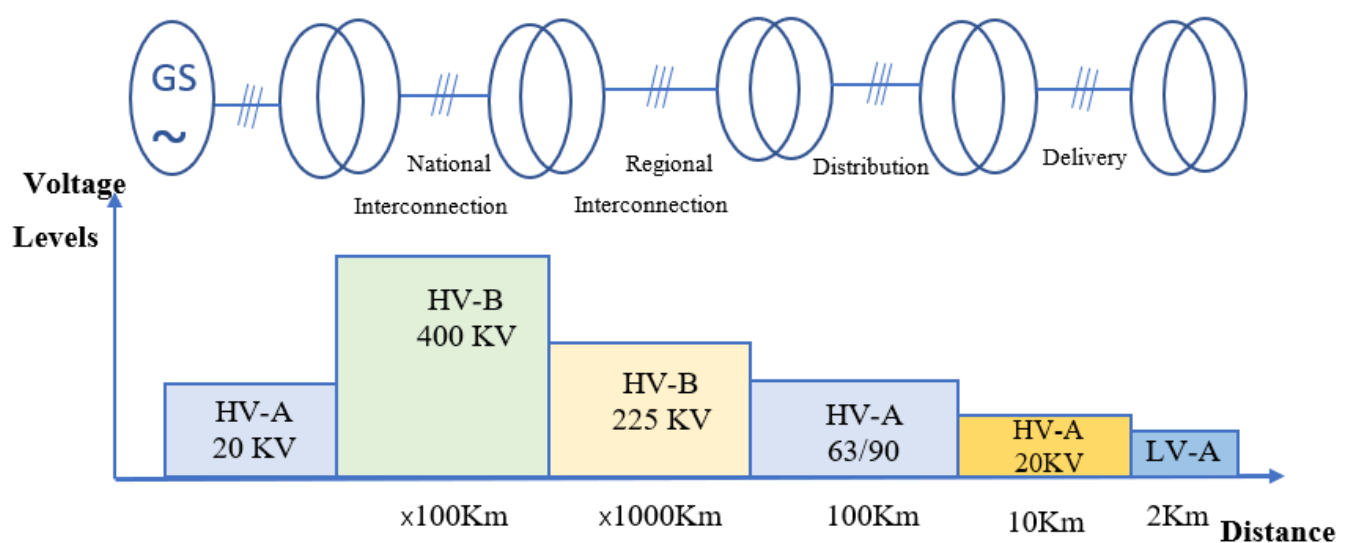 GS
~
National
Interconnection
Regional
Interconnection
Distribution
Delivery
Voltage
Levels
HV-A
20 KV
HV-B
400 KV
HV-B
225 KV
HV-A
63/90
HV-A
20KV
LV-A
x100Km
x1000Km
100Km
10Km
2Km
Distance